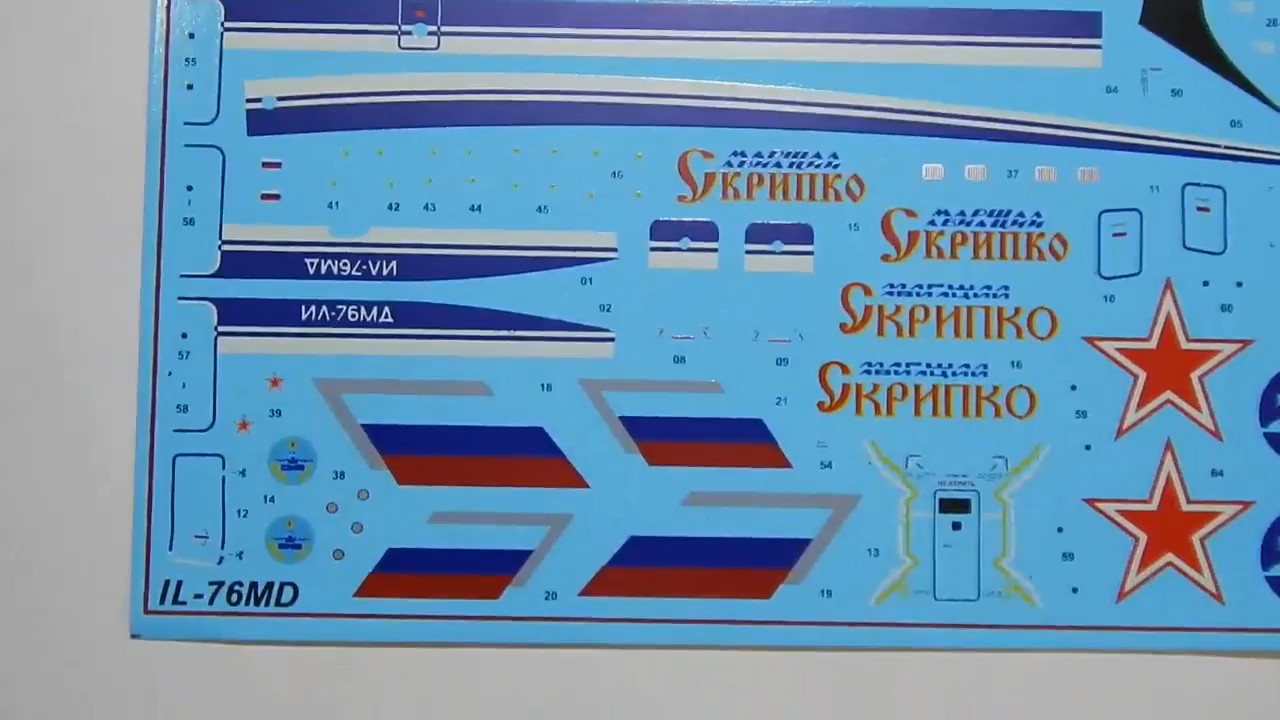 55
04
50
28
05
46
41
42
43
44
45
МАРШАЛ
АВИАЦИИ
СКРИПКО
37
11
15
МАРШАЛ
АВИАЦИИ
СКРИПКО
56
ИЛ-76МД
01
02
ИЛ-76МД
10
60
АВИАЦИИ
СКРИПКО
57
08
09
16
АВИАЦИИ
СКРИПКО
58
39
18
21
59
54
64
38
14
12
13
59
20
19
IL-76MD